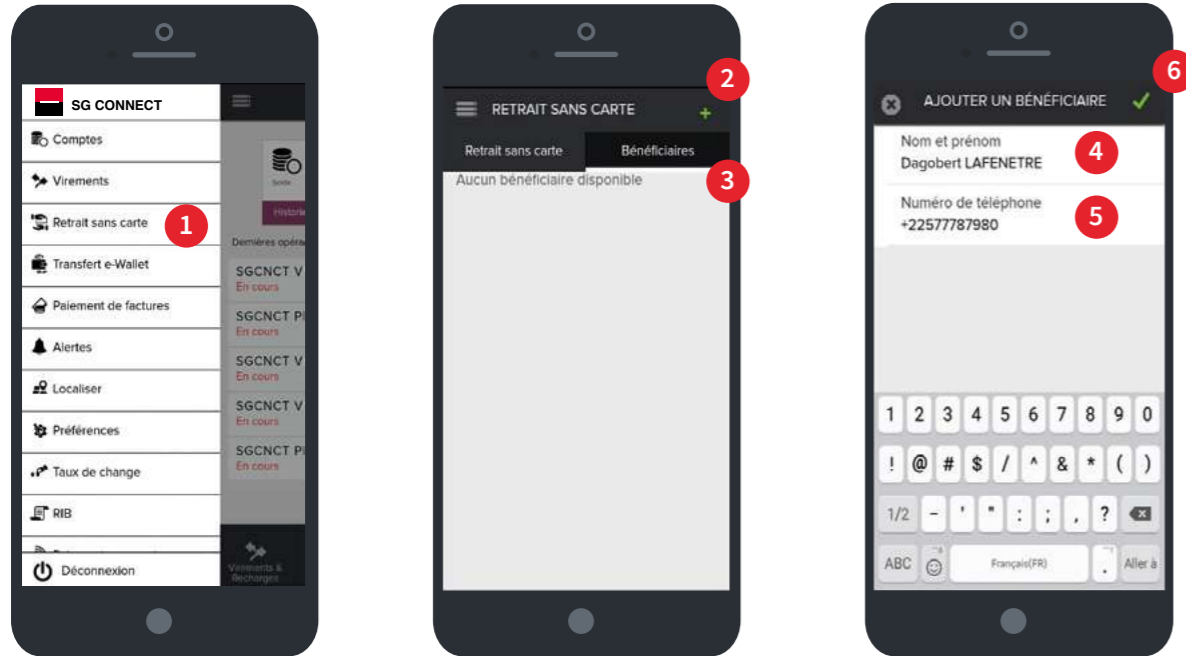 SG CONNECT
Comptes
Virements
Retrait sans carte
1
Transfert e-Wallet
Paiement de factures
Alertes
Localiser
Préférences
Taux de change
RIB
Déconnexion
Solde
Historie
Dernières opéra
SGCNCT V
En cours
SGCNCT PI
En cours
SGCNCT V
En cours
SGCNCT V
En cours
SGCNCT PI
En cours
Virements &
Recharges
2
RETRAIT SANS CARTE
+
Retrait sans carte
Bénéficiaires
Aucun bénéficiaire disponible
3
6
AJOUTER UN BÉNÉFICIAIRE
Nom et prénom
Dagobert LAFENETRE
4
Numéro de téléphone
+22577787980
5
1 2 3 4 5 6 7 8 9 0
! @ # $ / ^ & * ( )
1/2 - ' " : ; , ?
ABC Français(FR) . Aller à